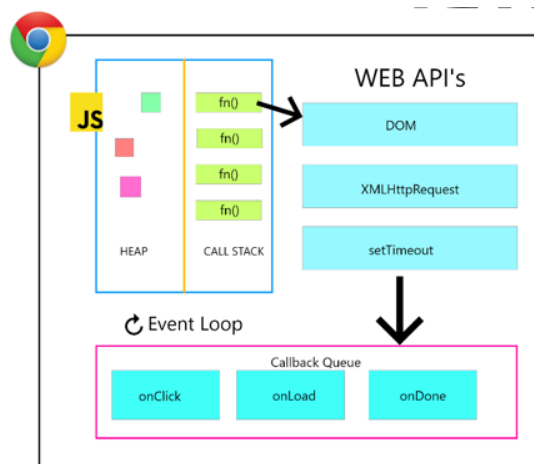 WEB API's
JS
fn()
fn()
fn()
fn()
HEAP
CALL STACK
DOM
XMLHttpRequest
setTimeout
Event Loop
Callback Queue
onClick
onLoad
onDone